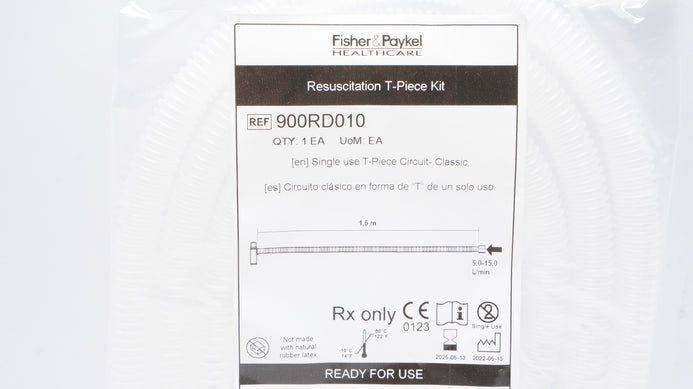 Fisher&Paykel
HEALTHCARE
Resuscitation T-Piece Kit
REF 900RD010
QTY: 1 EA UoM: EA
[en] Single use T-Piece Circuit- Classic
[es] Circuito clásico en forma de “T” de un solo uso
1.6 m
5.0-15.0
L/min
Rx only CE
0123
Single Use
Not made
with natural
rubber latex
-10°C
14°F
50°C
122°F
2025-05-13
2022-05-13
READY FOR USE